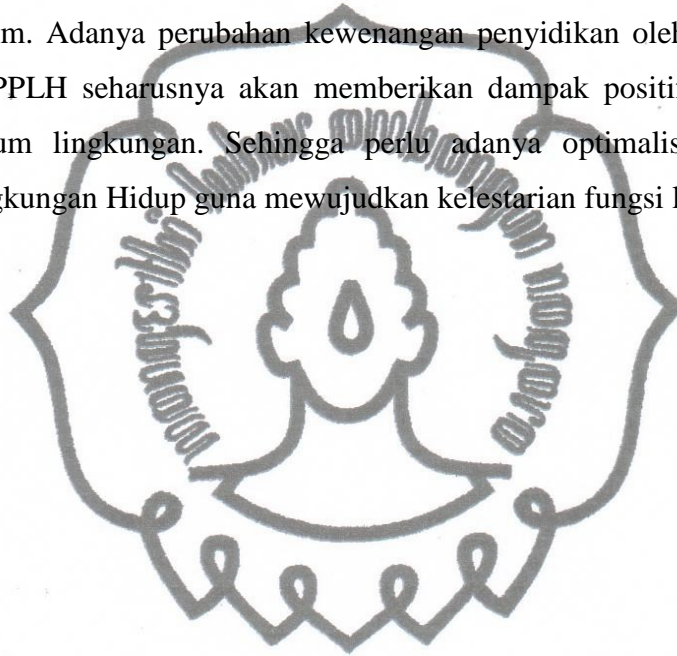 m. Adanya perubahan kewenangan penyidikan oleh
PPLH seharusnya akan memberikan dampak positif
um lingkungan. Sehingga perlu adanya optimalis
gkungan Hidup guna mewujudkan kelestarian fungsi